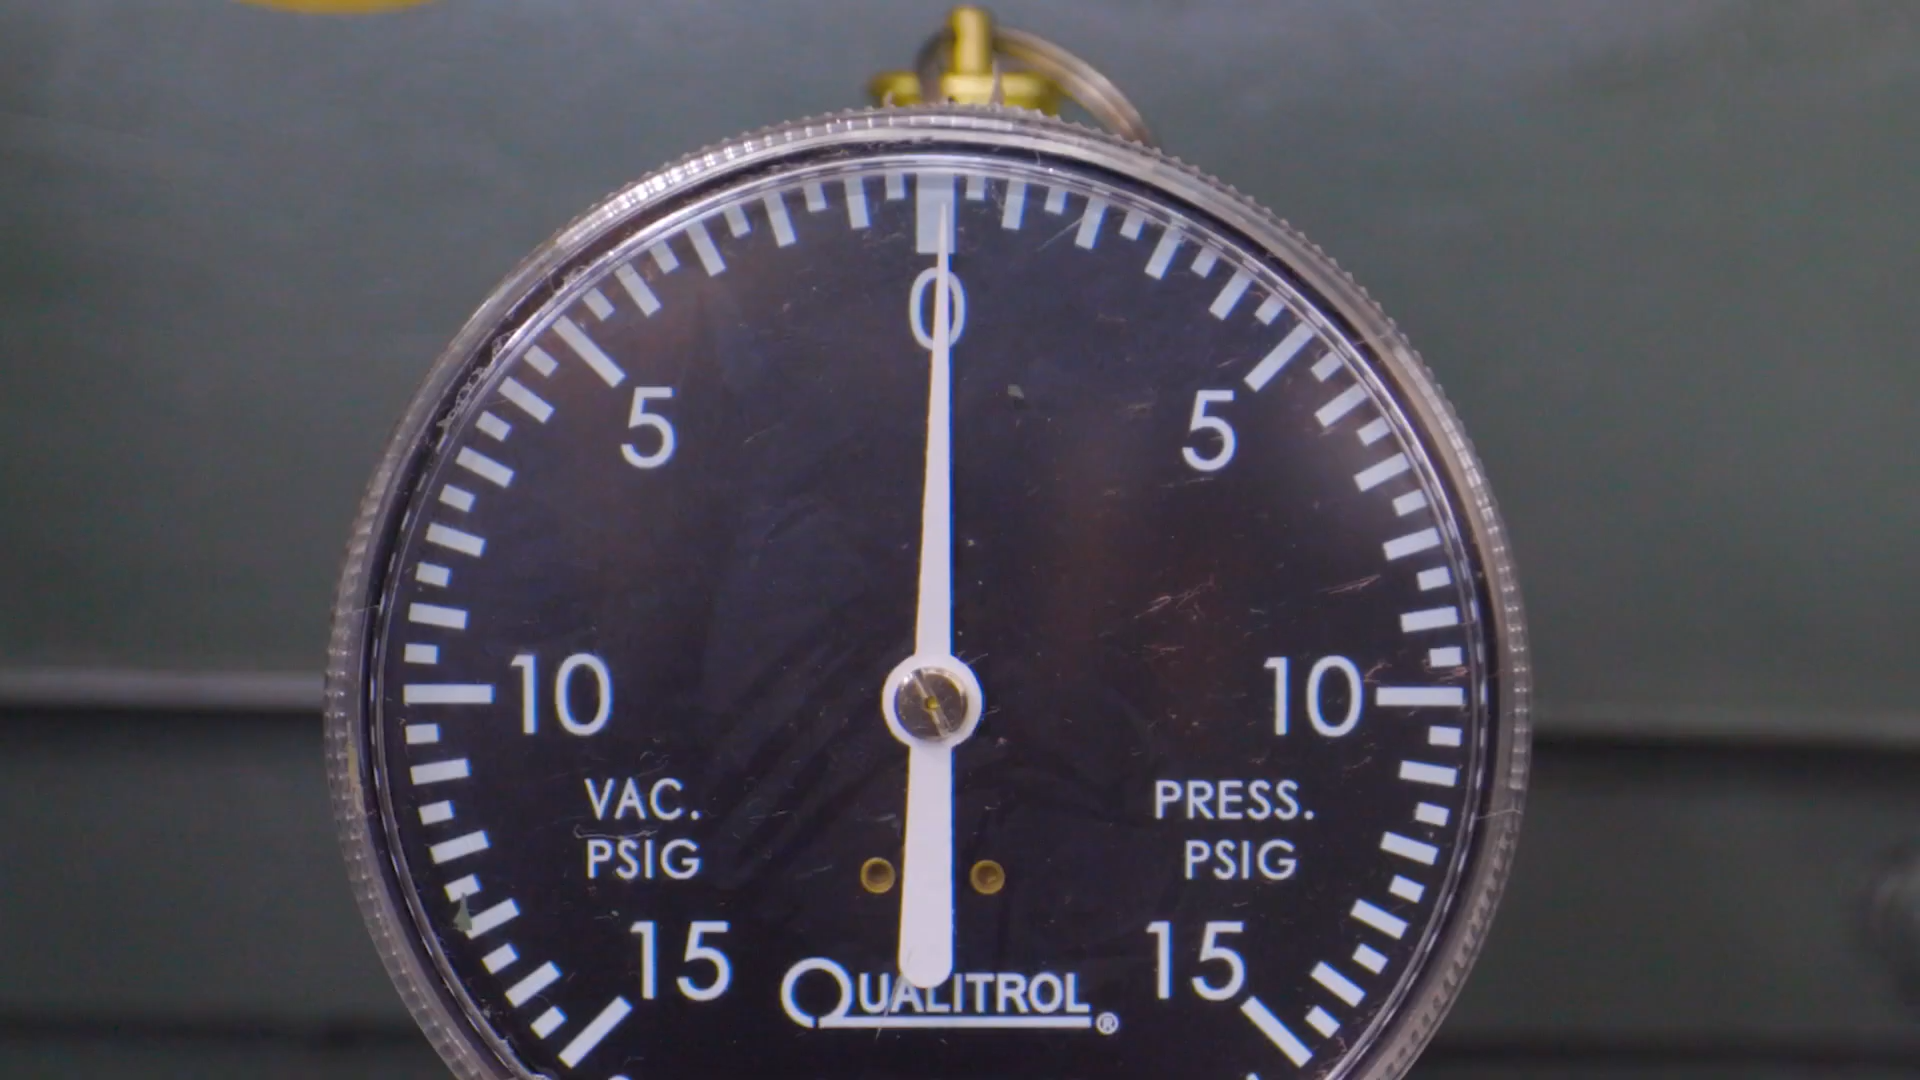 0
5 5
10 10
VAC. PRESS.
PSIG PSIG
15 15
QUALITROL®